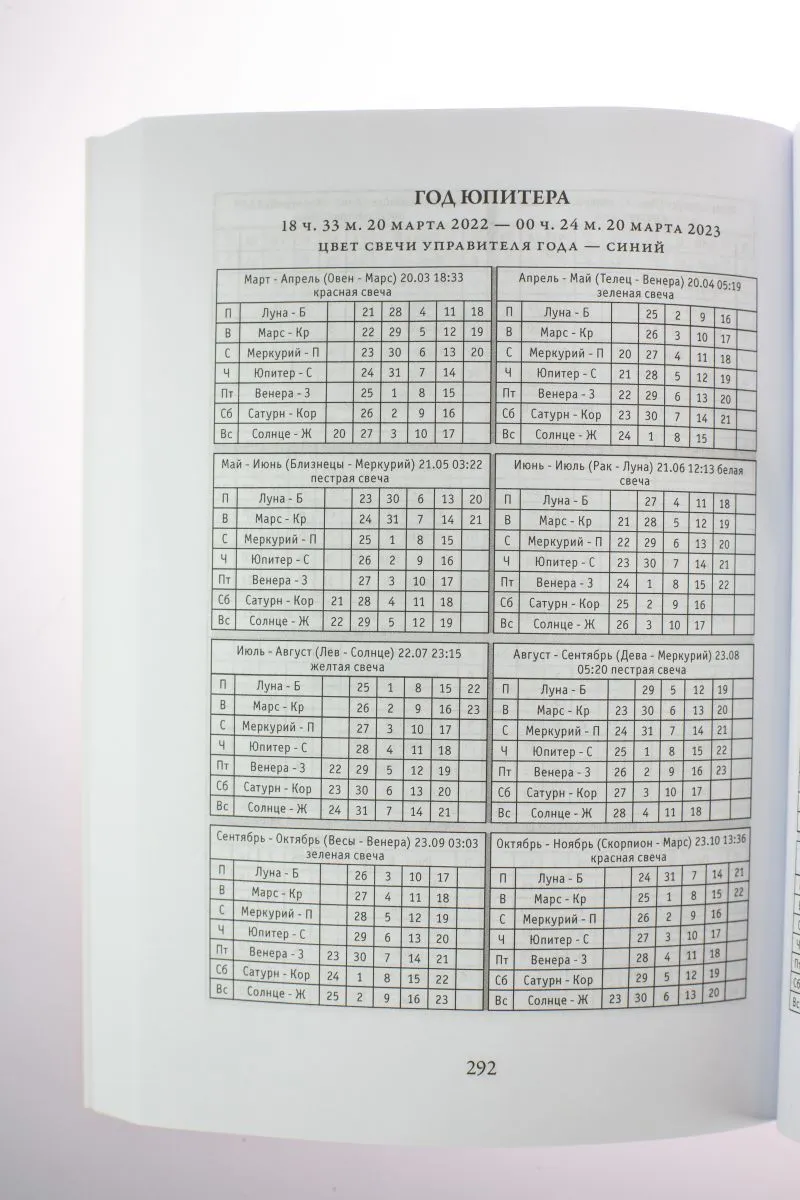 ГОД ЮПИТЕРА
18 Ч. 33 М. 20 МАРТА 2022 — 00 Ч. 24 М. 20 МАРТА 2023
ЦВЕТ СВЕЧИ УПРАВИТЕЛЯ ГОДА — СИНИЙ
Март - Апрель (Овен - Марс) 20.03 18:33
красная свеча
П Луна - Б 21 28 4 11 18
В Марс - Кр 22 29 5 12 19
С Меркурий - П 23 30 6 13 20
Ч Юпитер - С 24 31 7 14
Пт Венера - З 25 1 8 15
Сб Сатурн - Кор 26 2 9 16
Вс Солнце - Ж 20 27 3 10 17
Апрель - Май (Телец - Венера) 20.04 05:19
зеленая свеча
П Луна - Б 25 2 9 16
В Марс - Кр 26 3 10 17
С Меркурий - П 20 27 4 11 18
Ч Юпитер - С 21 28 5 12 19
Пт Венера - З 22 29 6 13 20
Сб Сатурн - Кор 23 30 7 14 21
Вс Солнце - Ж 24 1 8 15
Май - Июнь (Близнецы - Меркурий) 21.05 03:22
пестрая свеча
П Луна - Б 23 30 6 13 20
В Марс - Кр 24 31 7 14 21
С Меркурий - П 25 1 8 15
Ч Юпитер - С 26 2 9 16
Пт Венера - З 27 3 10 17
Сб Сатурн - Кор 21 28 4 11 18
Вс Солнце - Ж 22 29 5 12 19
Июнь - Июль (Рак - Луна) 21.06 12:13 белая
свеча
П Луна - Б 27 4 11 18
В Марс - Кр 21 28 5 12 19
С Меркурий - П 22 29 6 13 20
Ч Юпитер - С 23 30 7 14 21
Пт Венера - З 24 1 8 15 22
Сб Сатурн - Кор 25 2 9 16
Вс Солнце - Ж 26 3 10 17
Июль - Август (Лев - Солнце) 22.07 23:15
желтая свеча
П Луна - Б 25 1 8 15 22
В Марс - Кр 26 2 9 16 23
С Меркурий - П 27 3 10 17
Ч Юпитер - С 28 4 11 18
Пт Венера - З 22 29 5 12 19
Сб Сатурн - Кор 23 30 6 13 20
Вс Солнце - Ж 24 31 7 14 21
Август - Сентябрь (Дева - Меркурий) 23.08
05:20 пестрая свеча
П Луна - Б 29 5 12 19
В Марс - Кр 23 30 6 13 20
С Меркурий - П 24 31 7 14 21
Ч Юпитер - С 25 1 8 15 22
Пт Венера - З 26 2 9 16 23
Сб Сатурн - Кор 27 3 10 17
Вс Солнце - Ж 28 4 11 18
Сентябрь - Октябрь (Весы - Венера) 23.09 03:03
зеленая свеча
П Луна - Б 26 3 10 17
В Марс - Кр 27 4 11 18
С Меркурий - П 28 5 12 19
Ч Юпитер - С 29 6 13 20
Пт Венера - З 23 30 7 14 21
Сб Сатурн - Кор 24 1 8 15 22
Вс Солнце - Ж 25 2 9 16 23
Октябрь - Ноябрь (Скорпион - Марс) 23.10 13:36
красная свеча
П Луна - Б 24 31 7 14 21
В Марс - Кр 25 1 8 15 22
С Меркурий - П 26 2 9 16
Ч Юпитер - С 27 3 10 17
Пт Венера - З 28 4 11 18
Сб Сатурн - Кор 29 5 12 19
Вс Солнце - Ж 23 30 6 13 20
292